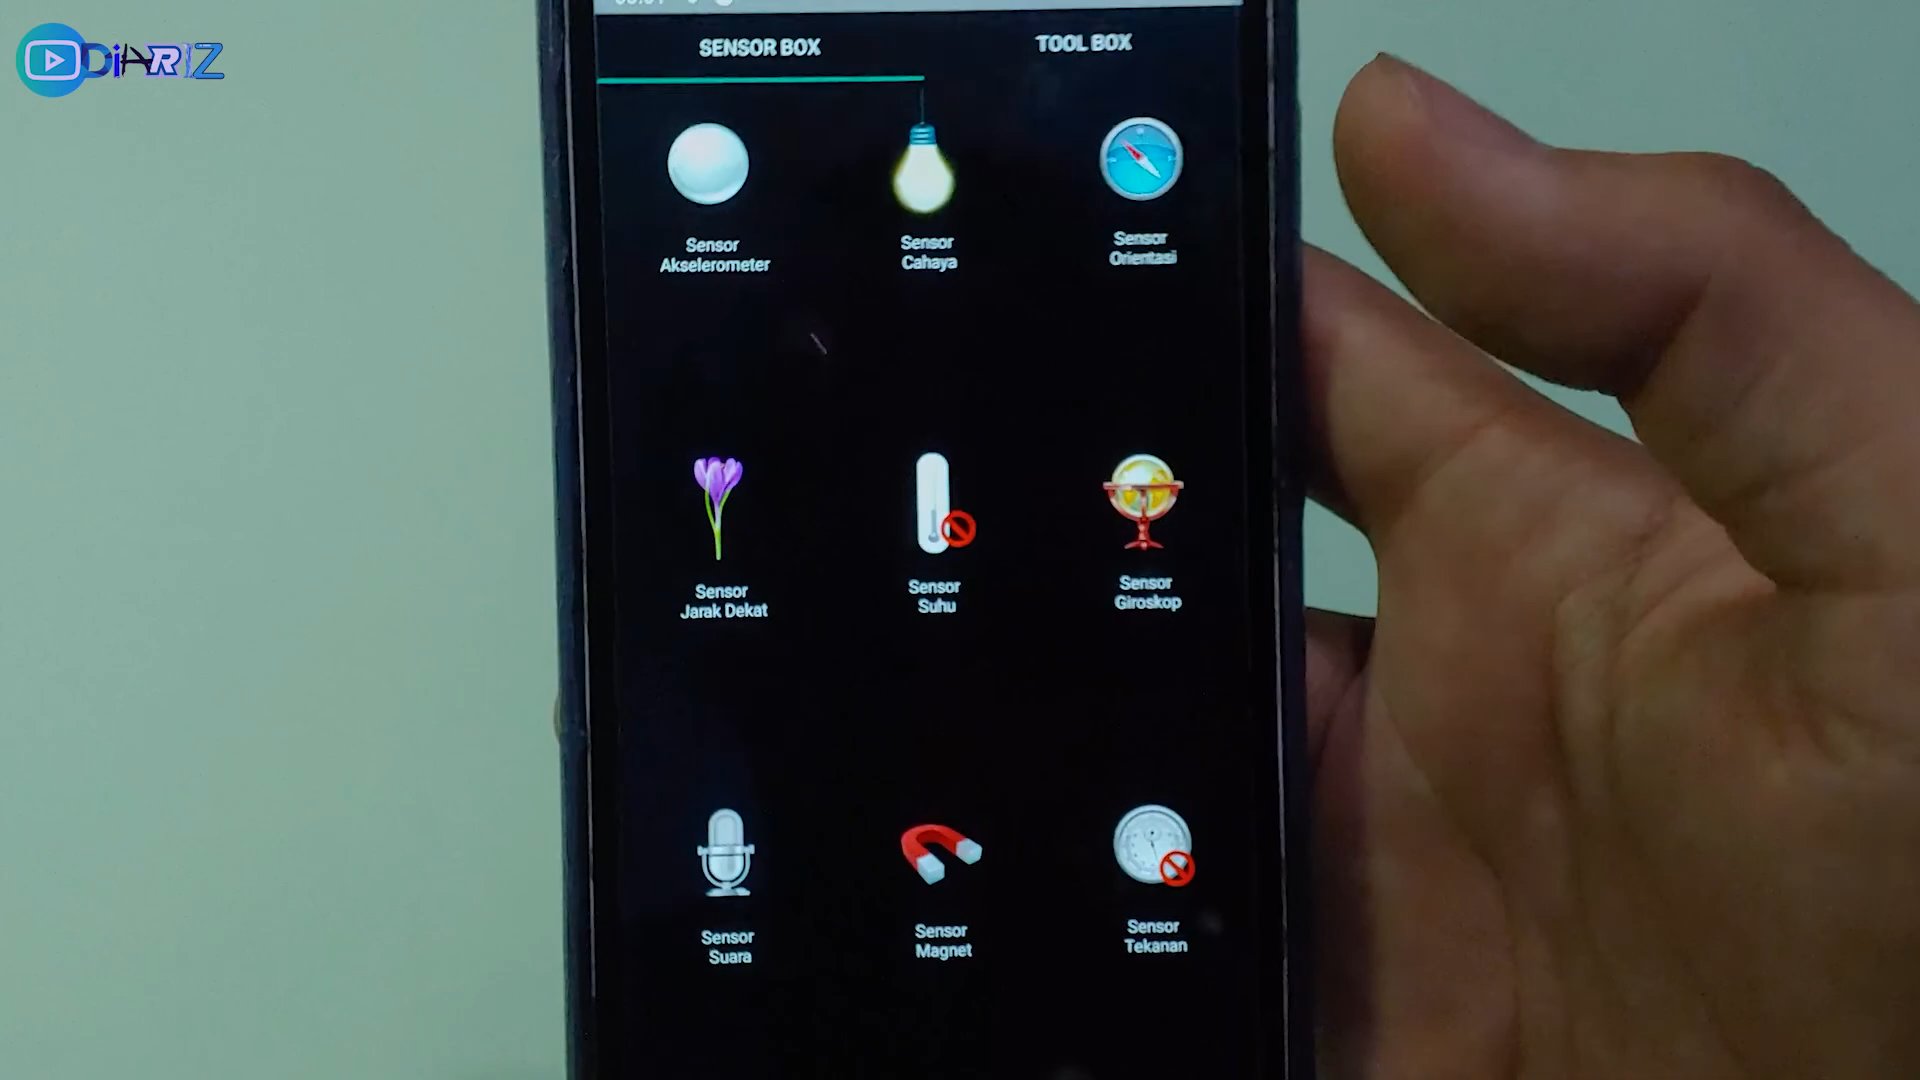 DiARIZ
SENSOR BOX
TOOL BOX
Sensor
Akselerometer
Sensor
Cahaya
Sensor
Orientasi
Sensor
Jarak Dekat
Sensor
Suhu
Sensor
Giroskop
Sensor
Suara
Sensor
Magnet
Sensor
Tekanan